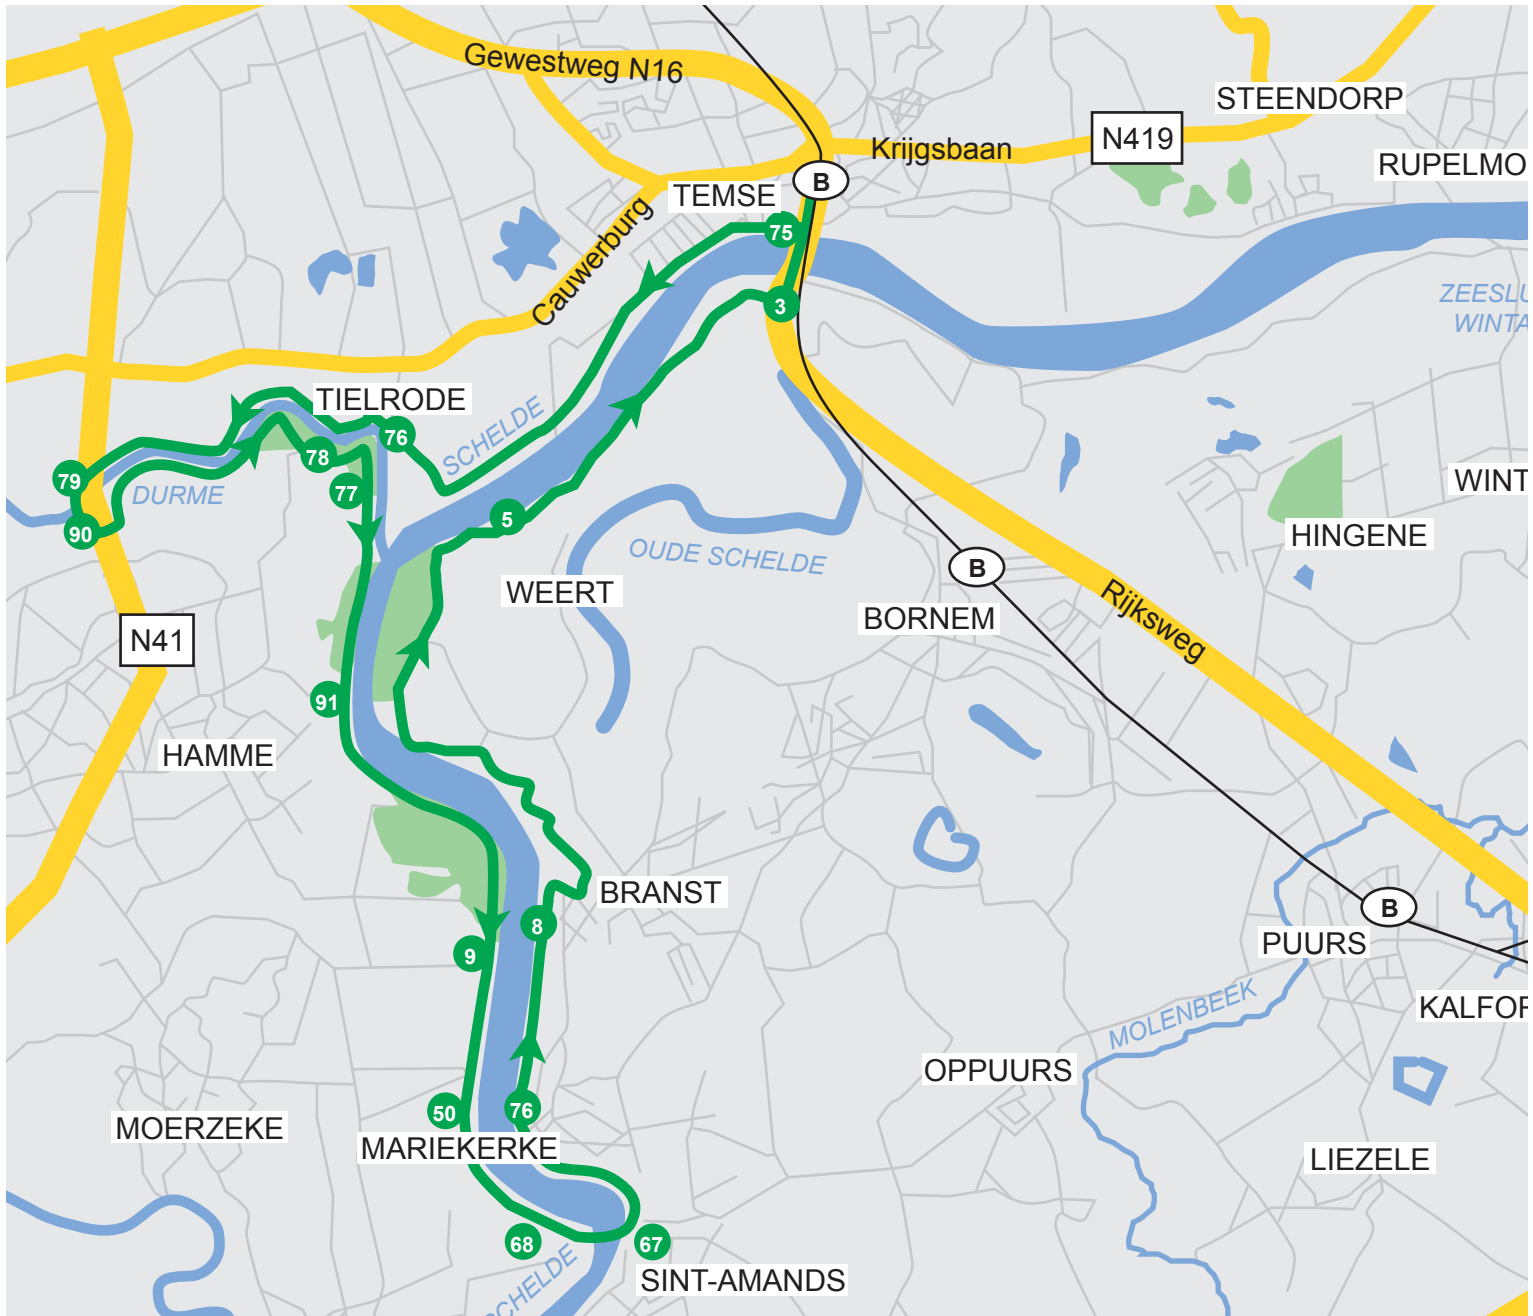 Gewestweg N16
STEENDORP
Krijgsbaan
N419
RUPELMO
B
TEMSE
75
Cauwerburg
3
ZEESLU
WINTA
TIELRODE
76
SCHELDE
78
79
77
DURME
WINT
5
90
HINGENE
OUDE SCHELDE
B
WEERT
BORNEM
Rijksweg
N41
91
HAMME
BRANST
B
8
9
PUURS
MOLENBEEK
KALFOR
OPPUURS
50
76
MOERZEKE
MARIEKERKE
LIEZELE
68
67
SINT-AMANDS
SCHELDE